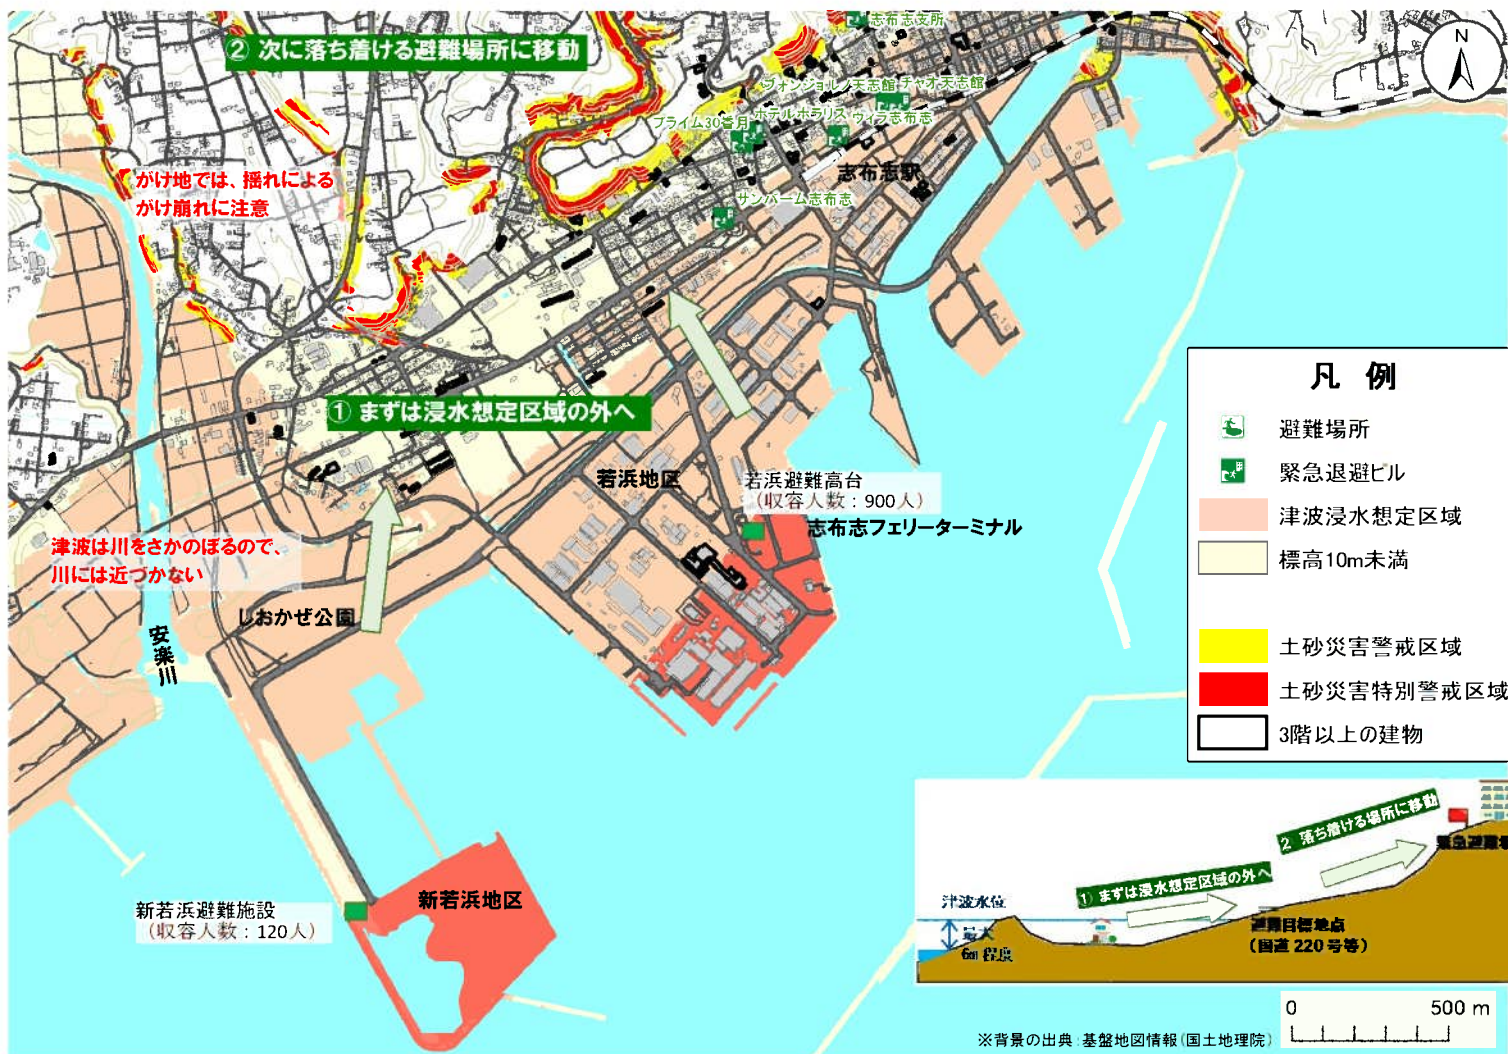 ② 次に落ち着ける避難場所に移動
志布志支所
N
ブォンジョルノ天志館
チャオ天志館
プライム30番月
ホテルポラリス
ヴィラ志布志
志布志駅
サンパーム志布志
がけ地では、揺れによる
がけ崩れに注意
① まずは浸水想定区域の外へ
若浜地区
若浜避難高台
（収容人数：900人）
志布志フェリーターミナル
津波は川をさかのぼるので、
川には近づかない
しおかぜ公園
安楽川
新若浜地区
新若浜避難施設
（収容人数：120人）
凡 例
避難場所
緊急退避ビル
津波浸水想定区域
標高10m未満
土砂災害警戒区域
土砂災害特別警戒区域
3階以上の建物
2 落ち着ける場所に移動
緊急避難場
① まずは浸水想定区域の外へ
津波水位
最大
6m 程度
避難目標地点
（国道 220 号等）
0 500 m
※背景の出典:基盤地図情報(国土地理院)